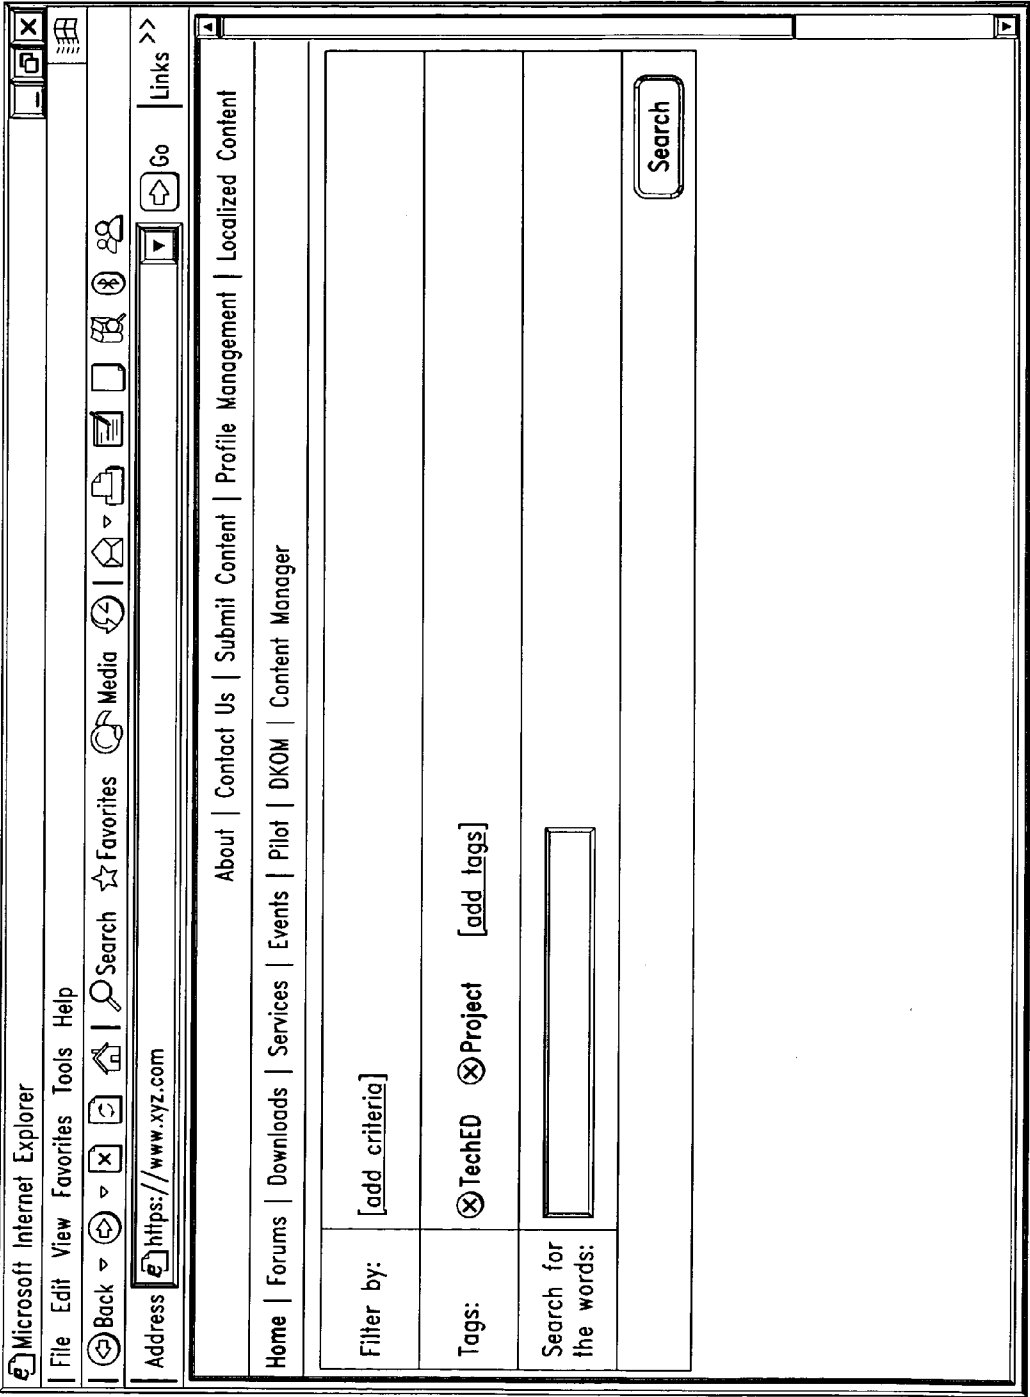 Microsoft Internet Explorer
File Edit View Favorites Tools Help
Back Search Favorites Media
Address https://www.xyz.com Go Links >>
About | Contact Us | Submit Content | Profile Management | Localized Content
Home | Forums | Downloads | Services | Events | Pilot | DKOM | Content Manager
Filter by: [add criteria]
Tags: TechED Project [add tags]
Search for
the words:
Search